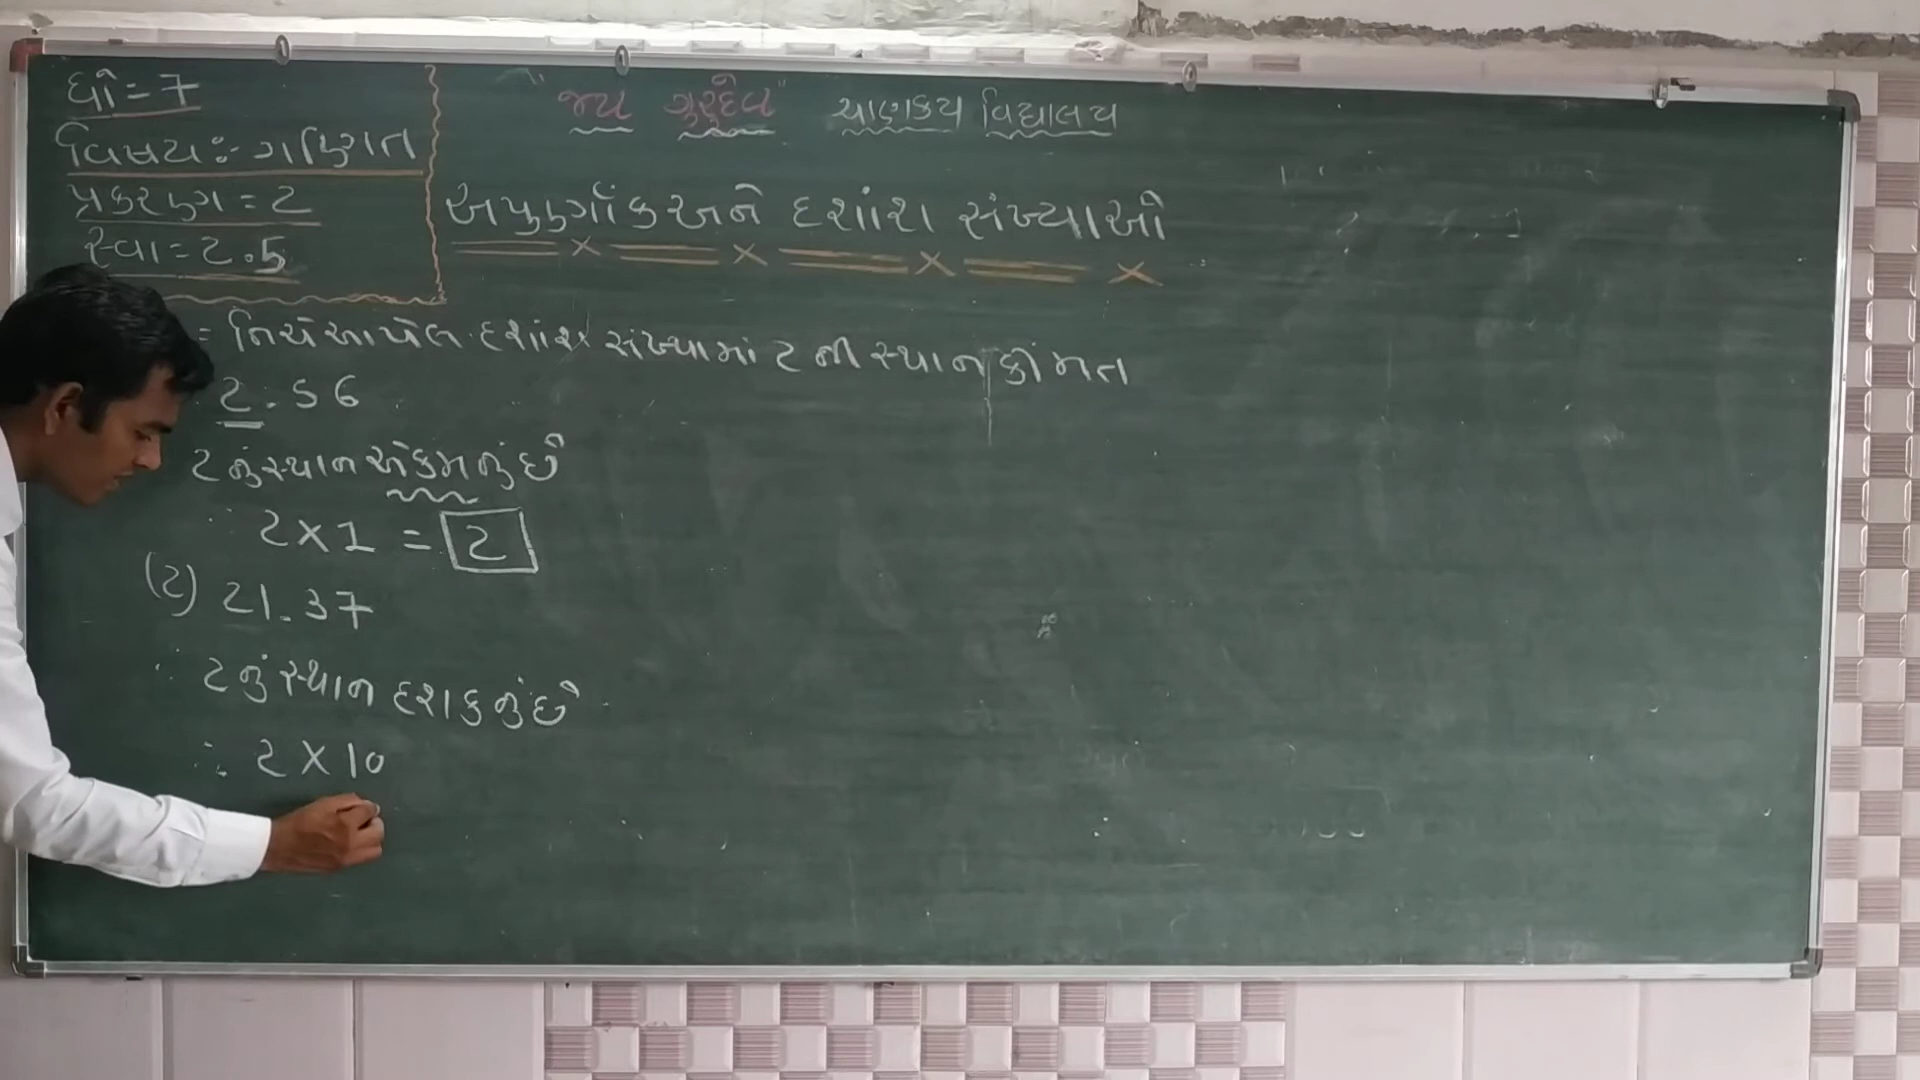 ધો = 7
વિષય :- ગણિત
પ્રકરણ = 2
સ્વા = 2.5
"જય ગુરુદેવ" ચાણક્ય વિદ્યાલય
અપુર્ણાંક અને દશાંશ સંખ્યાઓ
= નિચે આપેલ દશાંશ સંખ્યામાં 2 ની સ્થાન કીંમત
2.56
2 નું સ્થાન એકમનું છે
2 × 1 = 2
(2) 21.37
∴ 2 નું સ્થાન દશકનું છે
∴ 2 × 10